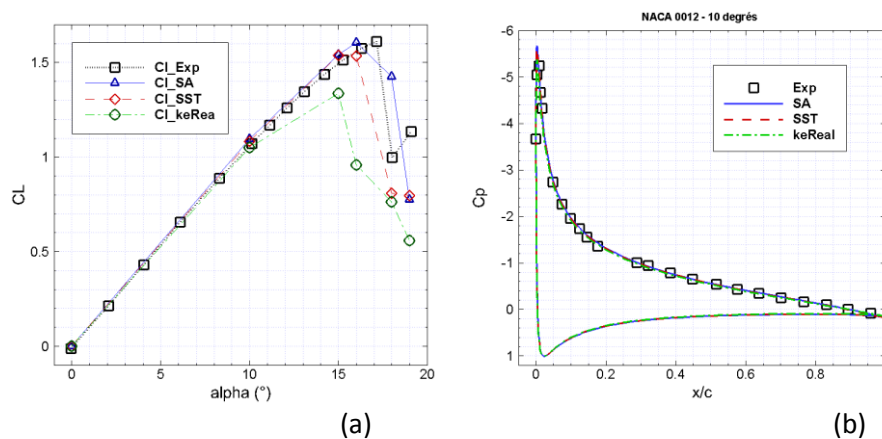 CL
1.5
1
0.5
0
0
5
10
15
20
alpha (°)
Cl_Exp
Cl_SA
Cl_SST
Cl_keRea
(a)
NACA 0012 - 10 degrés
Cp
-6
-5
-4
-3
-2
-1
0
1
0
0.2
0.4
0.6
0.8
x/c
Exp
SA
SST
keReal
(b)